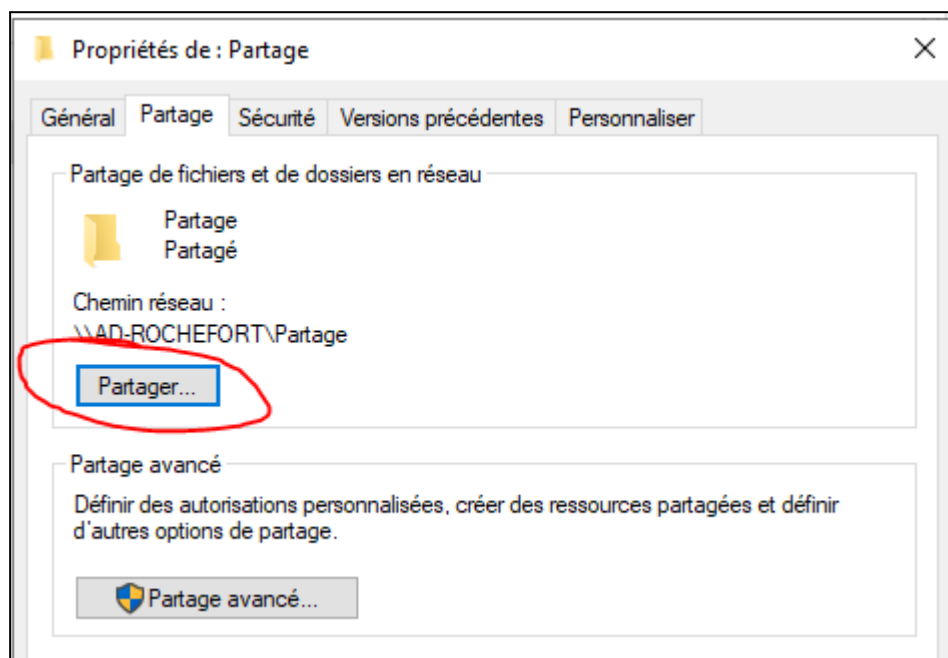 Propriétés de : Partage
Général Partage Sécurité Versions précédentes Personnaliser
Partage de fichiers et de dossiers en réseau
Partage
Partagé
Chemin réseau :
\\AD-ROCHEFORT\Partage
Partager...
Partage avancé
Définir des autorisations personnalisées, créer des ressources partagées et définir
d'autres options de partage.
Partage avancé...